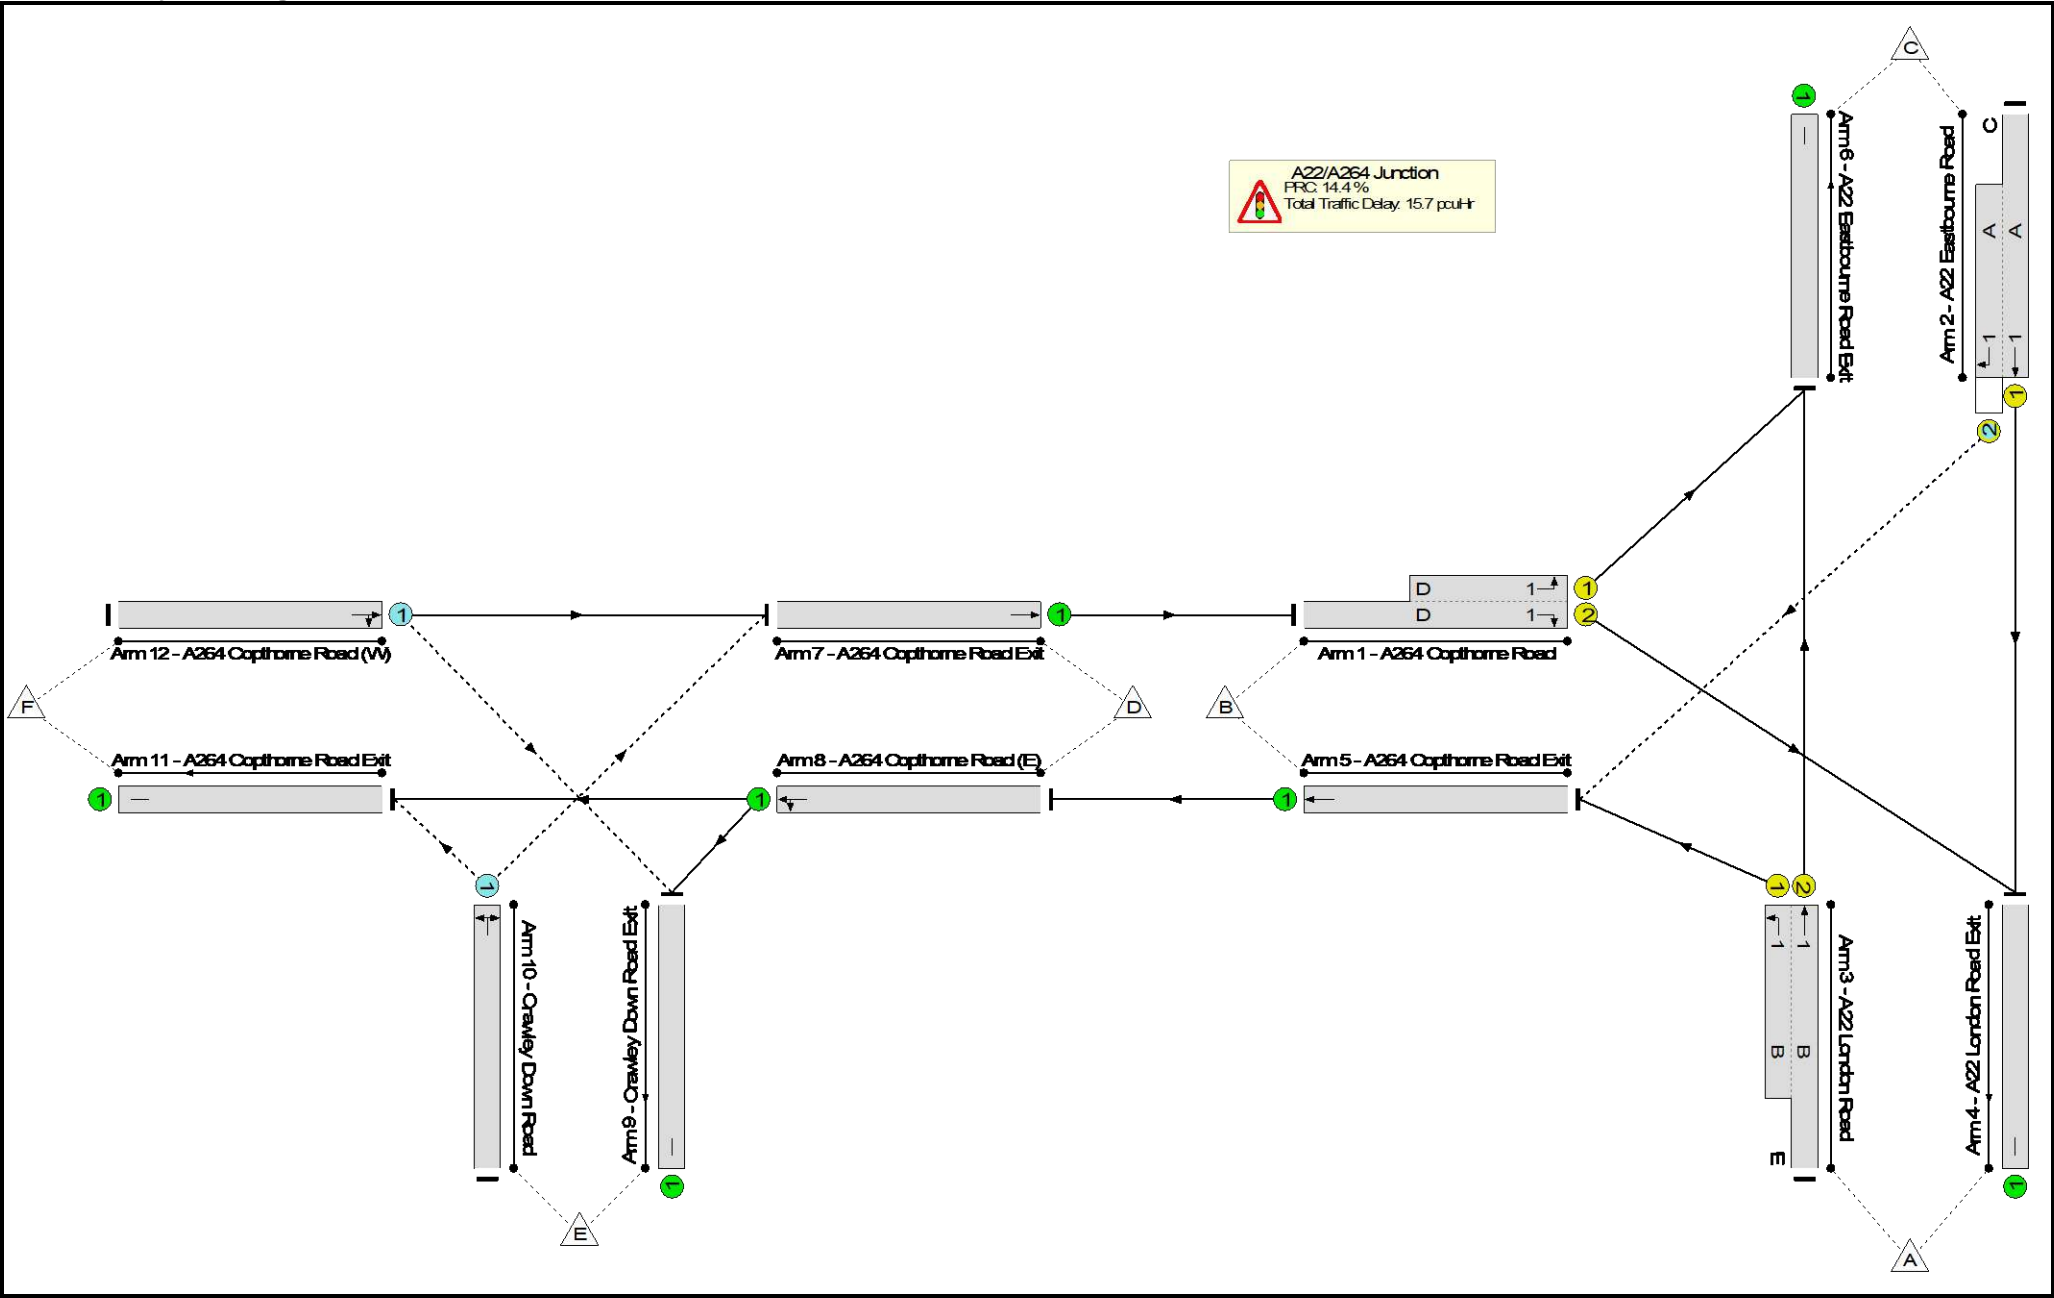 C
1
Arm 6 - A22 Eastbourne Road Exit
Arm 2 - A22 Eastbourne Road
C
A
A
1
1
1
2
A22/A264 Junction
PRC: 14.4 %
Total Traffic Delay: 15.7 pcuHr
1
Arm 12 - A264 Copthorne Road (W)
1
Arm 7 - A264 Copthorne Road Exit
D
1
D
1
1
2
Arm 1 - A264 Copthorne Road
F
D
B
Arm 11 - A264 Copthorne Road Exit
1
Arm 8 - A264 Copthorne Road (E)
1
Arm 5 - A264 Copthorne Road Exit
1
1
Arm 10 - Crawley Down Road
Arm 9 - Crawley Down Road Exit
1
E
1
2
1
1
B
B
E
Arm 3 - A22 London Road
Arm 4 - A22 London Road Exit
1
A